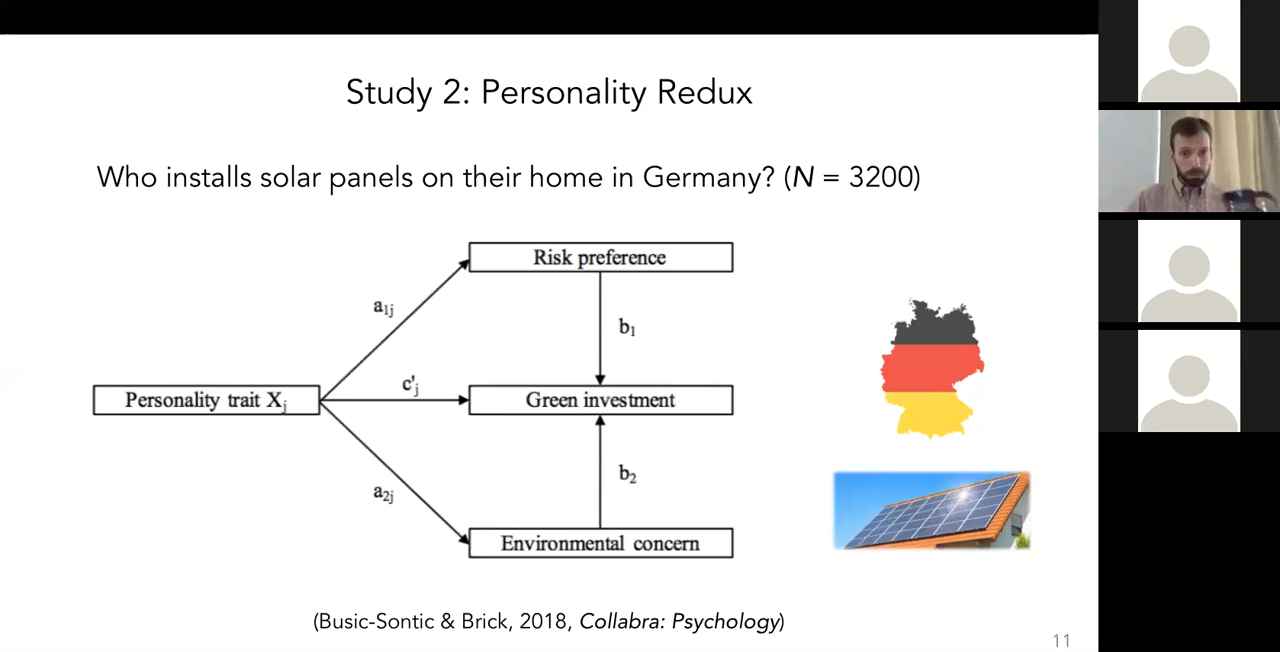 Study 2: Personality Redux
Who installs solar panels on their home in Germany? (N = 3200)
Risk preference
a1j
b1
c'j
Personality trait Xj
Green investment
a2j
b2
Environmental concern
(Busic-Sontic & Brick, 2018, Collabra: Psychology)
11